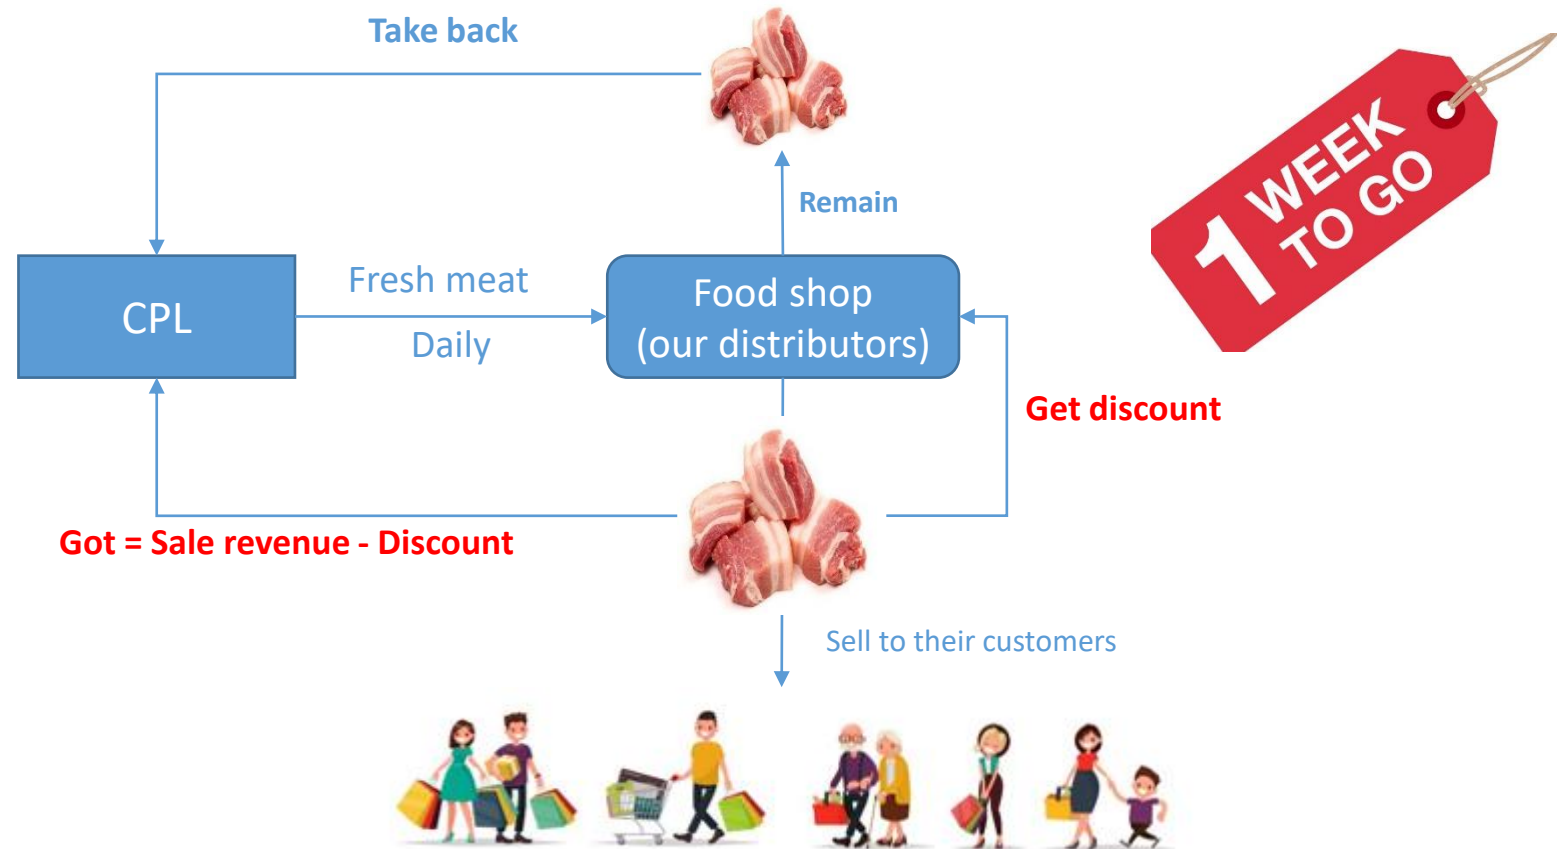 Take back
1 WEEK
TO GO
Remain
CPL
Fresh meat
Daily
Food shop
(our distributors)
Get discount
Got = Sale revenue - Discount
Sell to their customers